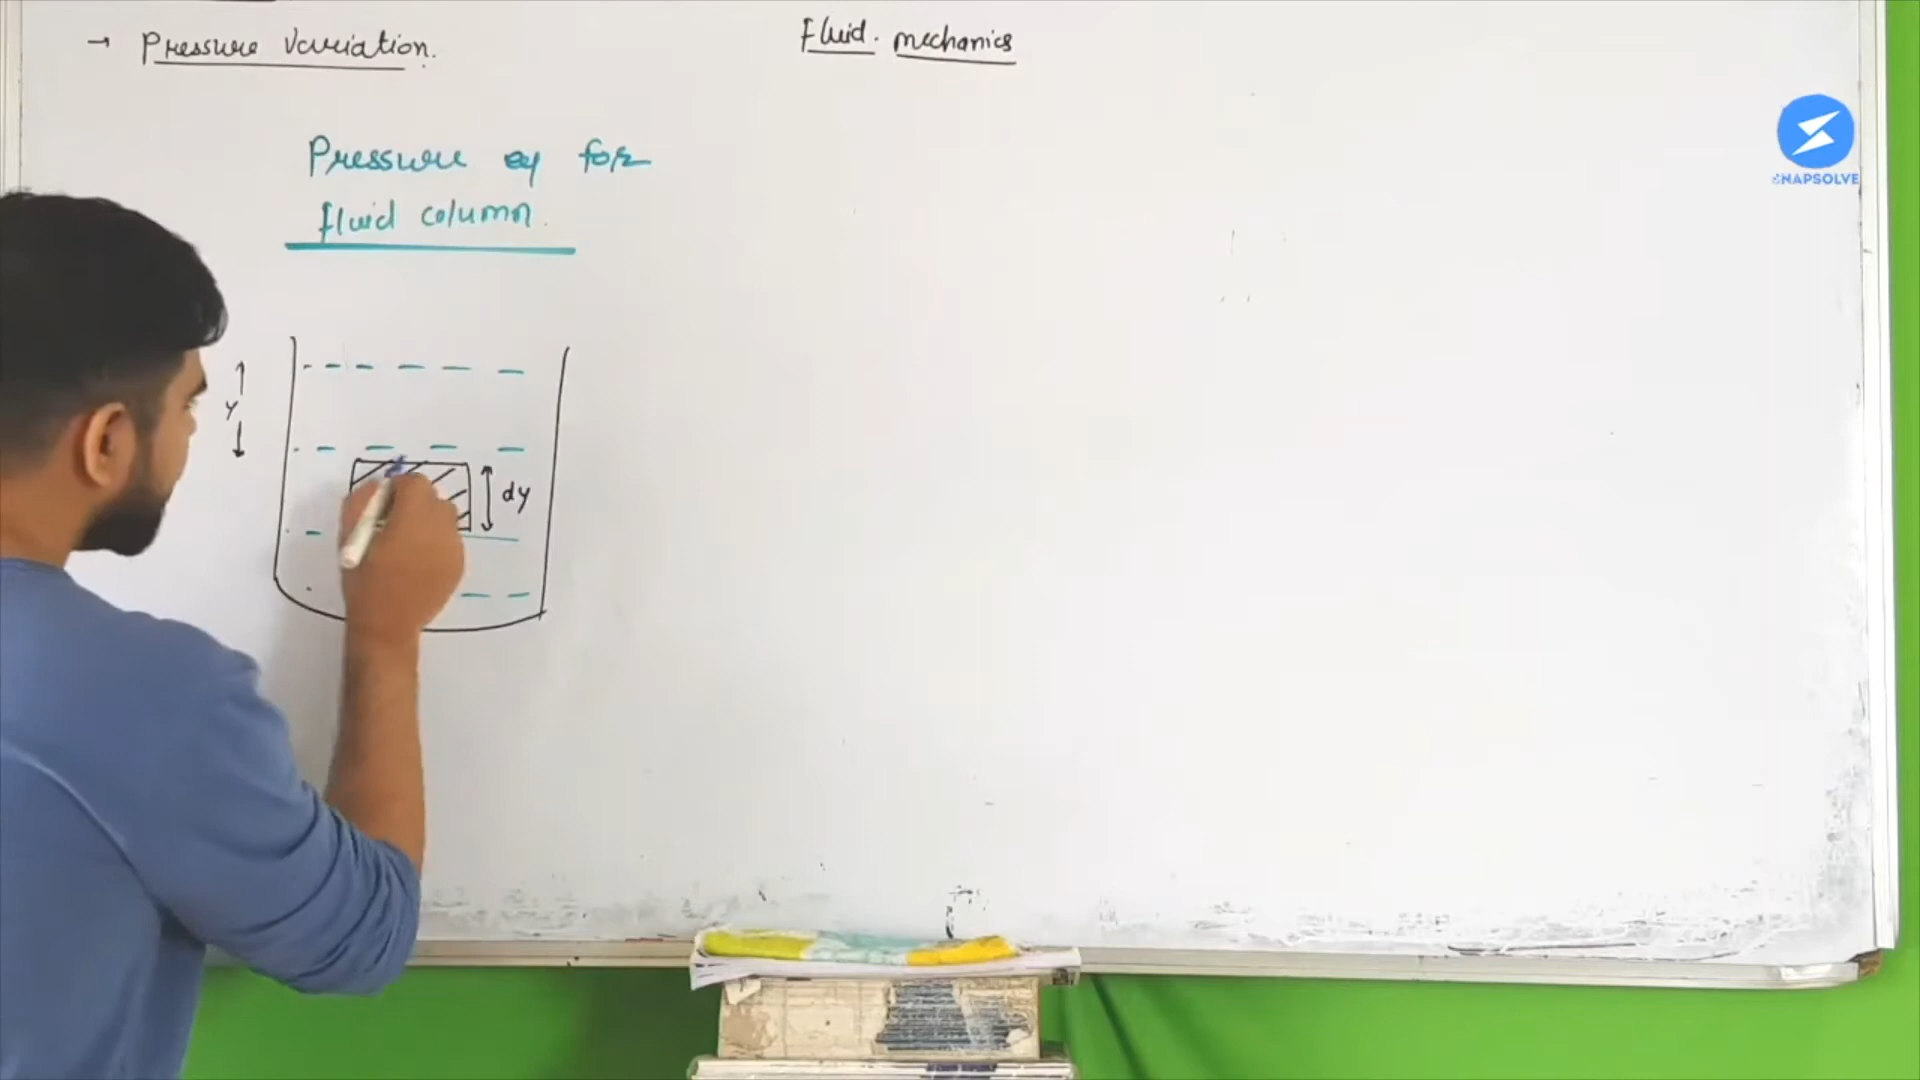 → Pressure Variation.
Fluid. mechanics
SNAPSOLVE
Pressure eq for
fluid column.
y
dy